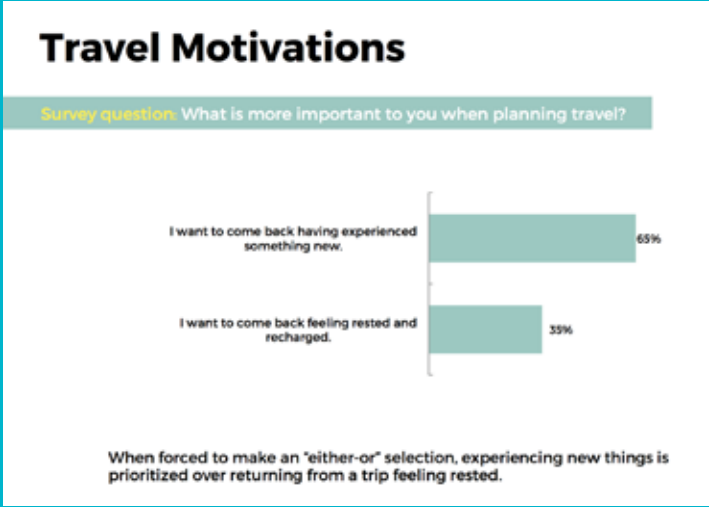 Travel Motivations
Survey question: What is more important to you when planning travel?
I want to come back having experienced
something new.
65%
I want to come back feeling rested and
recharged.
35%
When forced to make an "either-or" selection, experiencing new things is
prioritized over returning from a trip feeling rested.